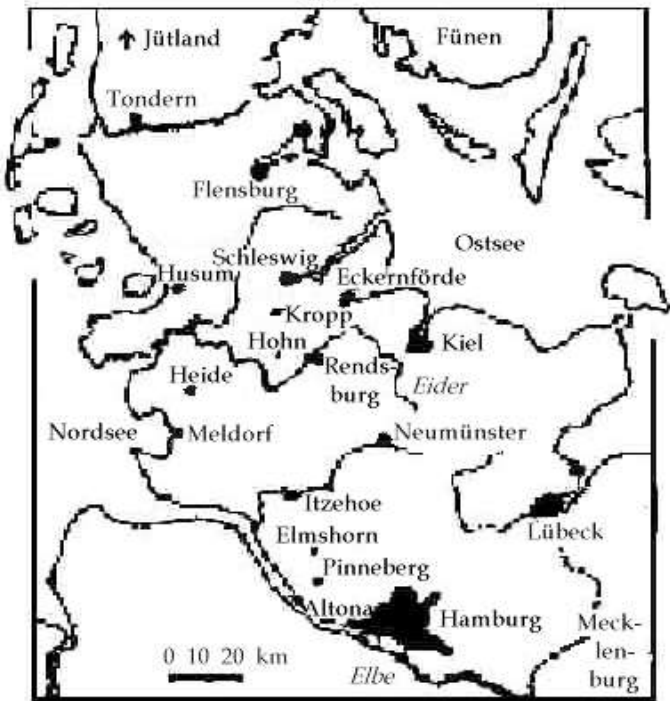 Jütland
Fünen
Tondern
Flensburg
Schleswig
Ostsee
Husum
Eckernförde
Kropp
Hohn
Kiel
Heide
Rends-
burg
Eider
Nordsee
Meldorf
Neumünster
Itzehoe
Lübeck
Elmshorn
Pinneberg
Altona
Hamburg
Meck-
len-
burg
0 10 20 km
Elbe